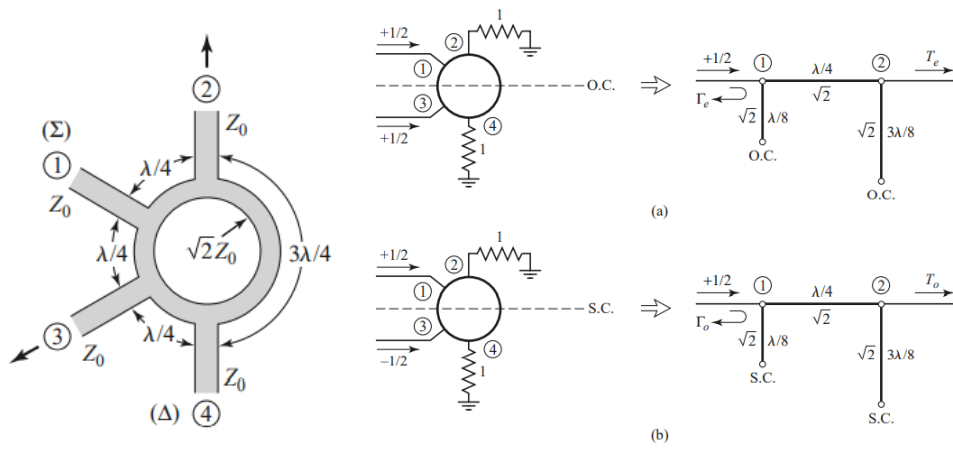 ②
Z₀
(Σ)
①
λ/4
Z₀
λ/4
√2Z₀
3λ/4
③
λ/4
Z₀
Z₀
(Δ) ④
+1/2
②
1
①
O.C.
③
+1/2
④
1
+1/2
①
λ/4
②
Tₑ
Γₑ
√2
√2 λ/8
√2 3λ/8
O.C.
O.C.
(a)
+1/2
②
1
①
S.C.
③
−1/2
④
1
+1/2
①
λ/4
②
Tₒ
Γₒ
√2
√2 λ/8
√2 3λ/8
S.C.
S.C.
(b)